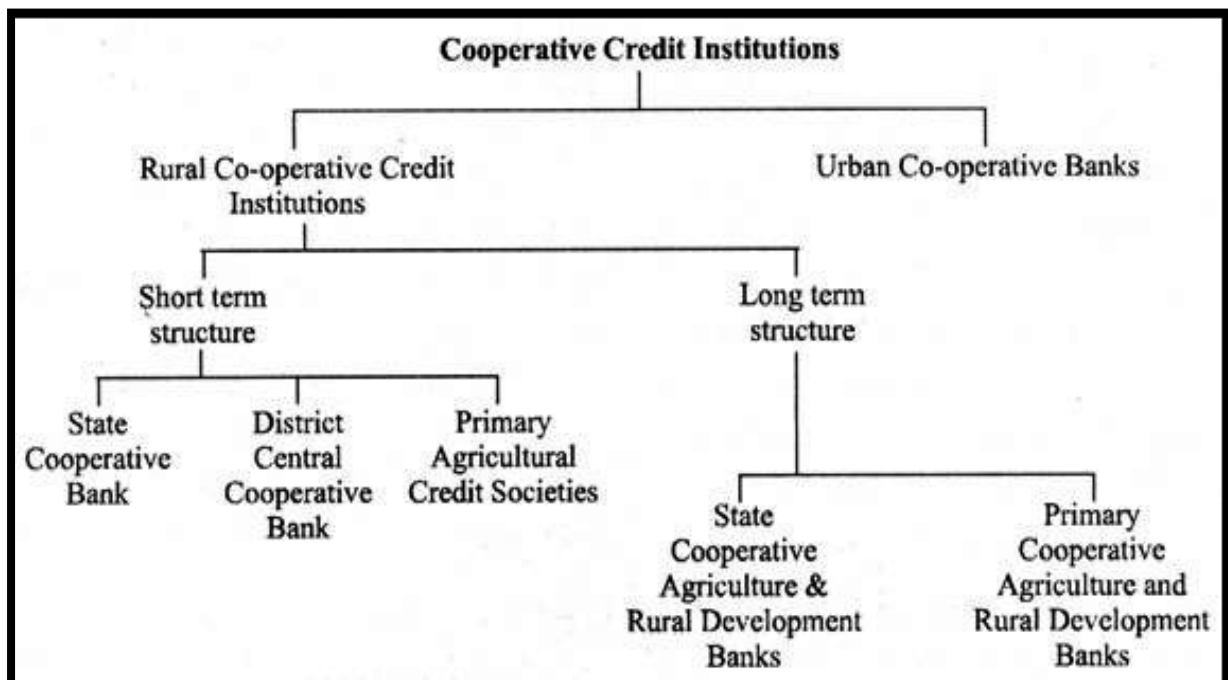 Cooperative Credit Institutions
Rural Co-operative Credit
Institutions
Urban Co-operative Banks
Short term
structure
Long term
structure
State
Cooperative
Bank
District
Central
Cooperative
Bank
Primary
Agricultural
Credit Societies
State
Cooperative
Agriculture &
Rural Development
Banks
Primary
Cooperative
Agriculture and
Rural Development
Banks